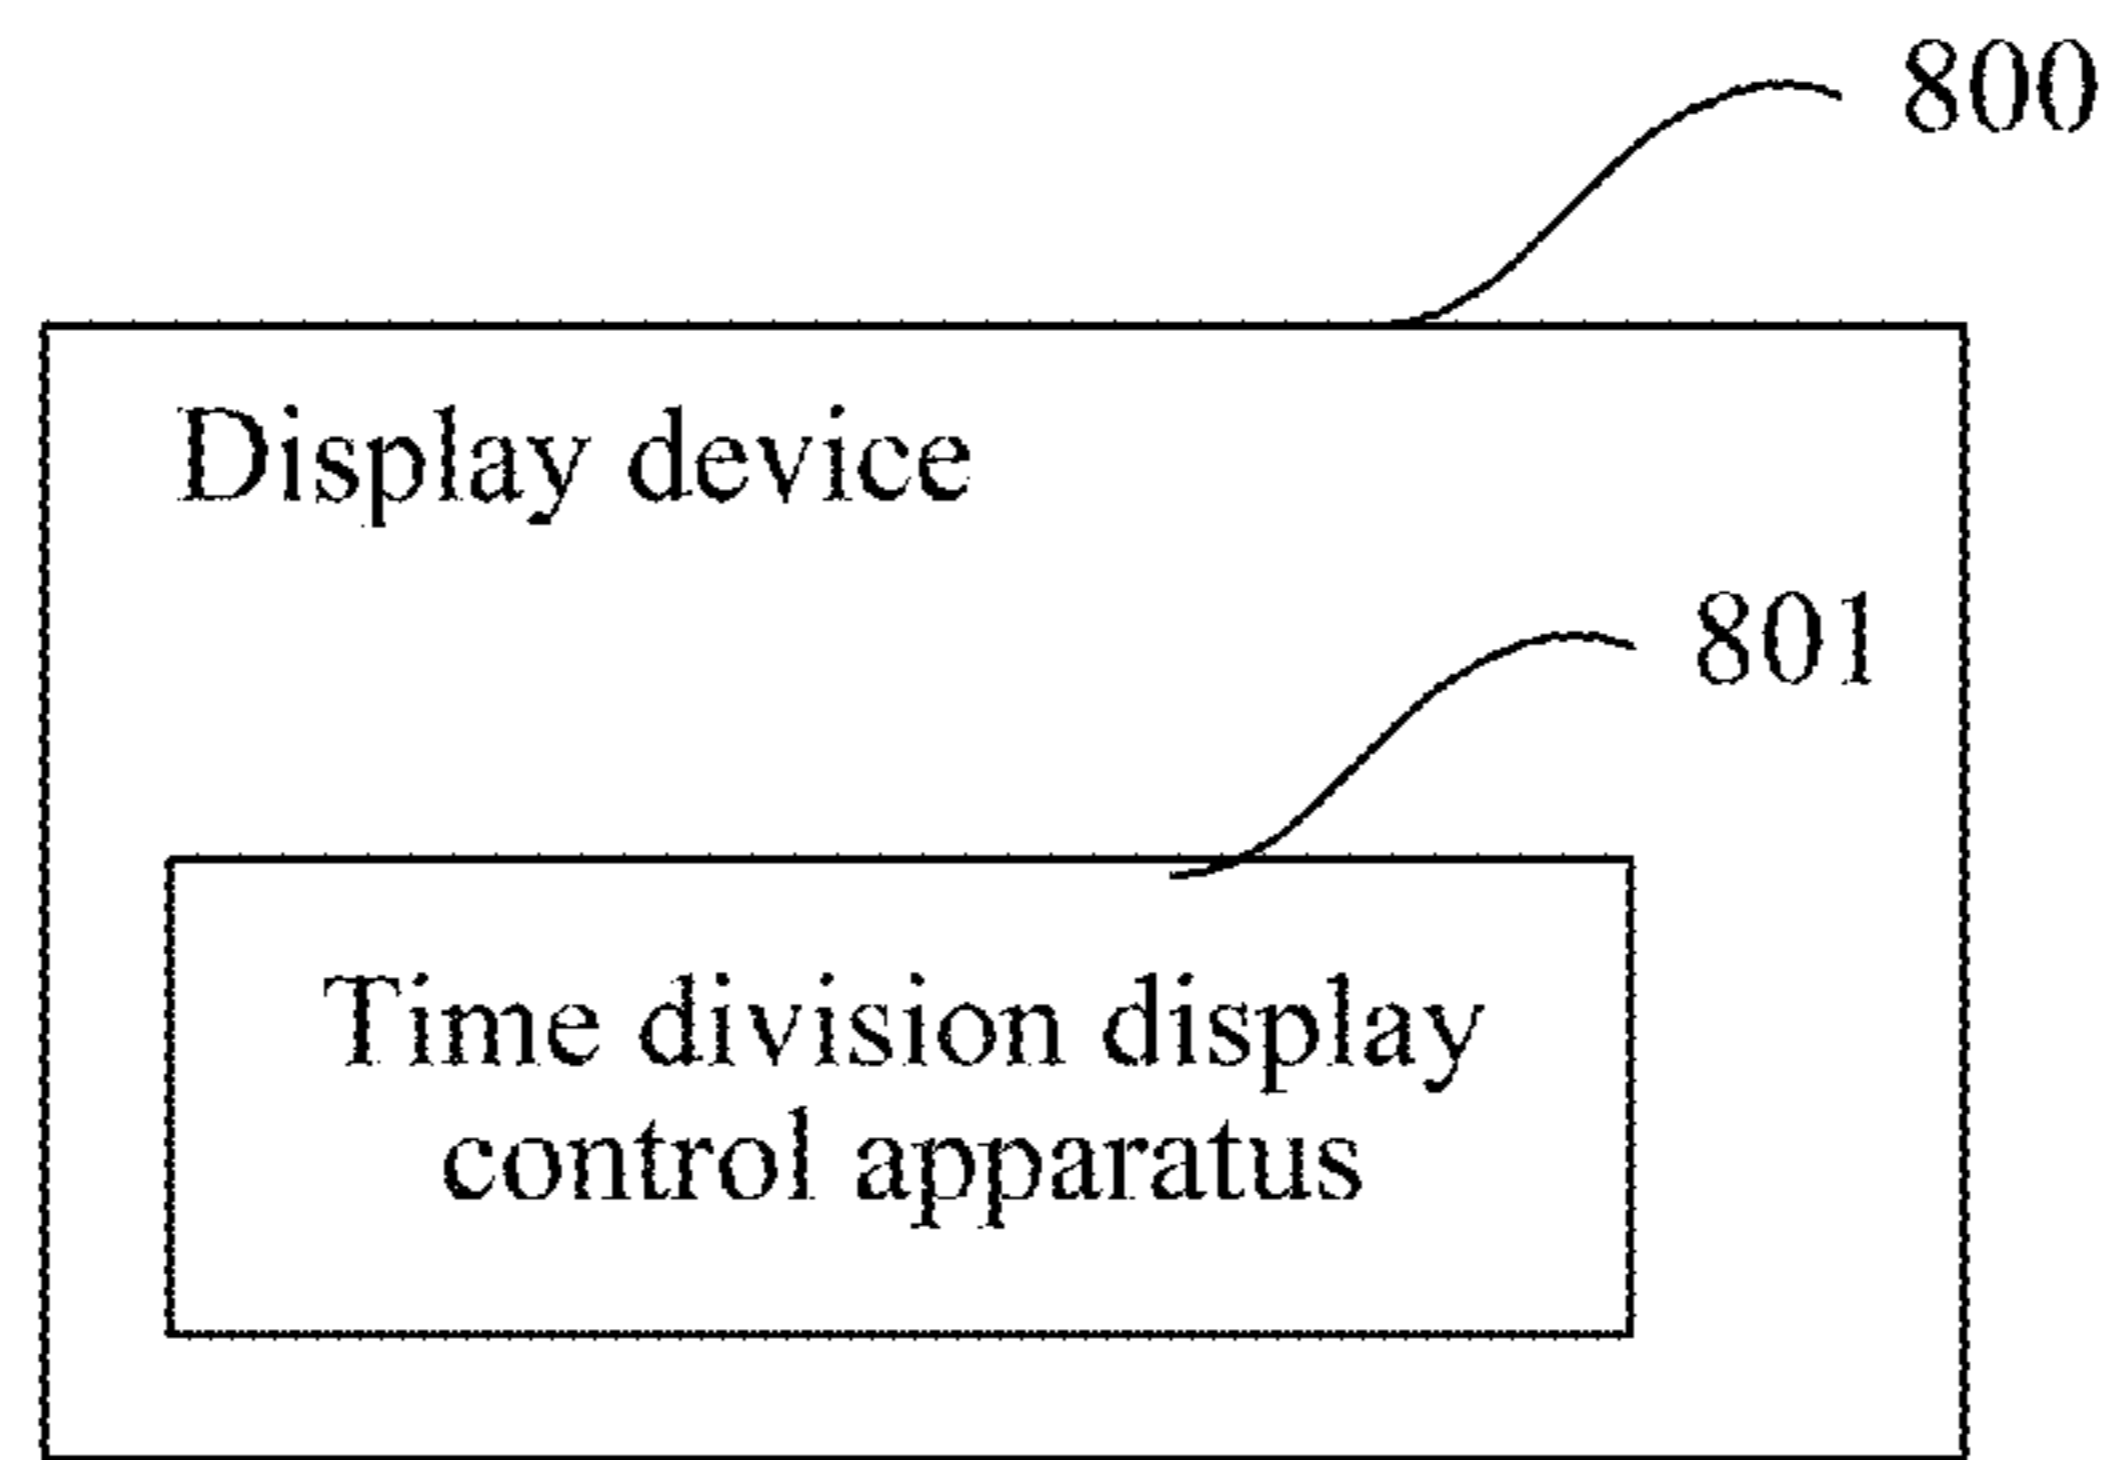 800
Display device
801
Time division display
control apparatus